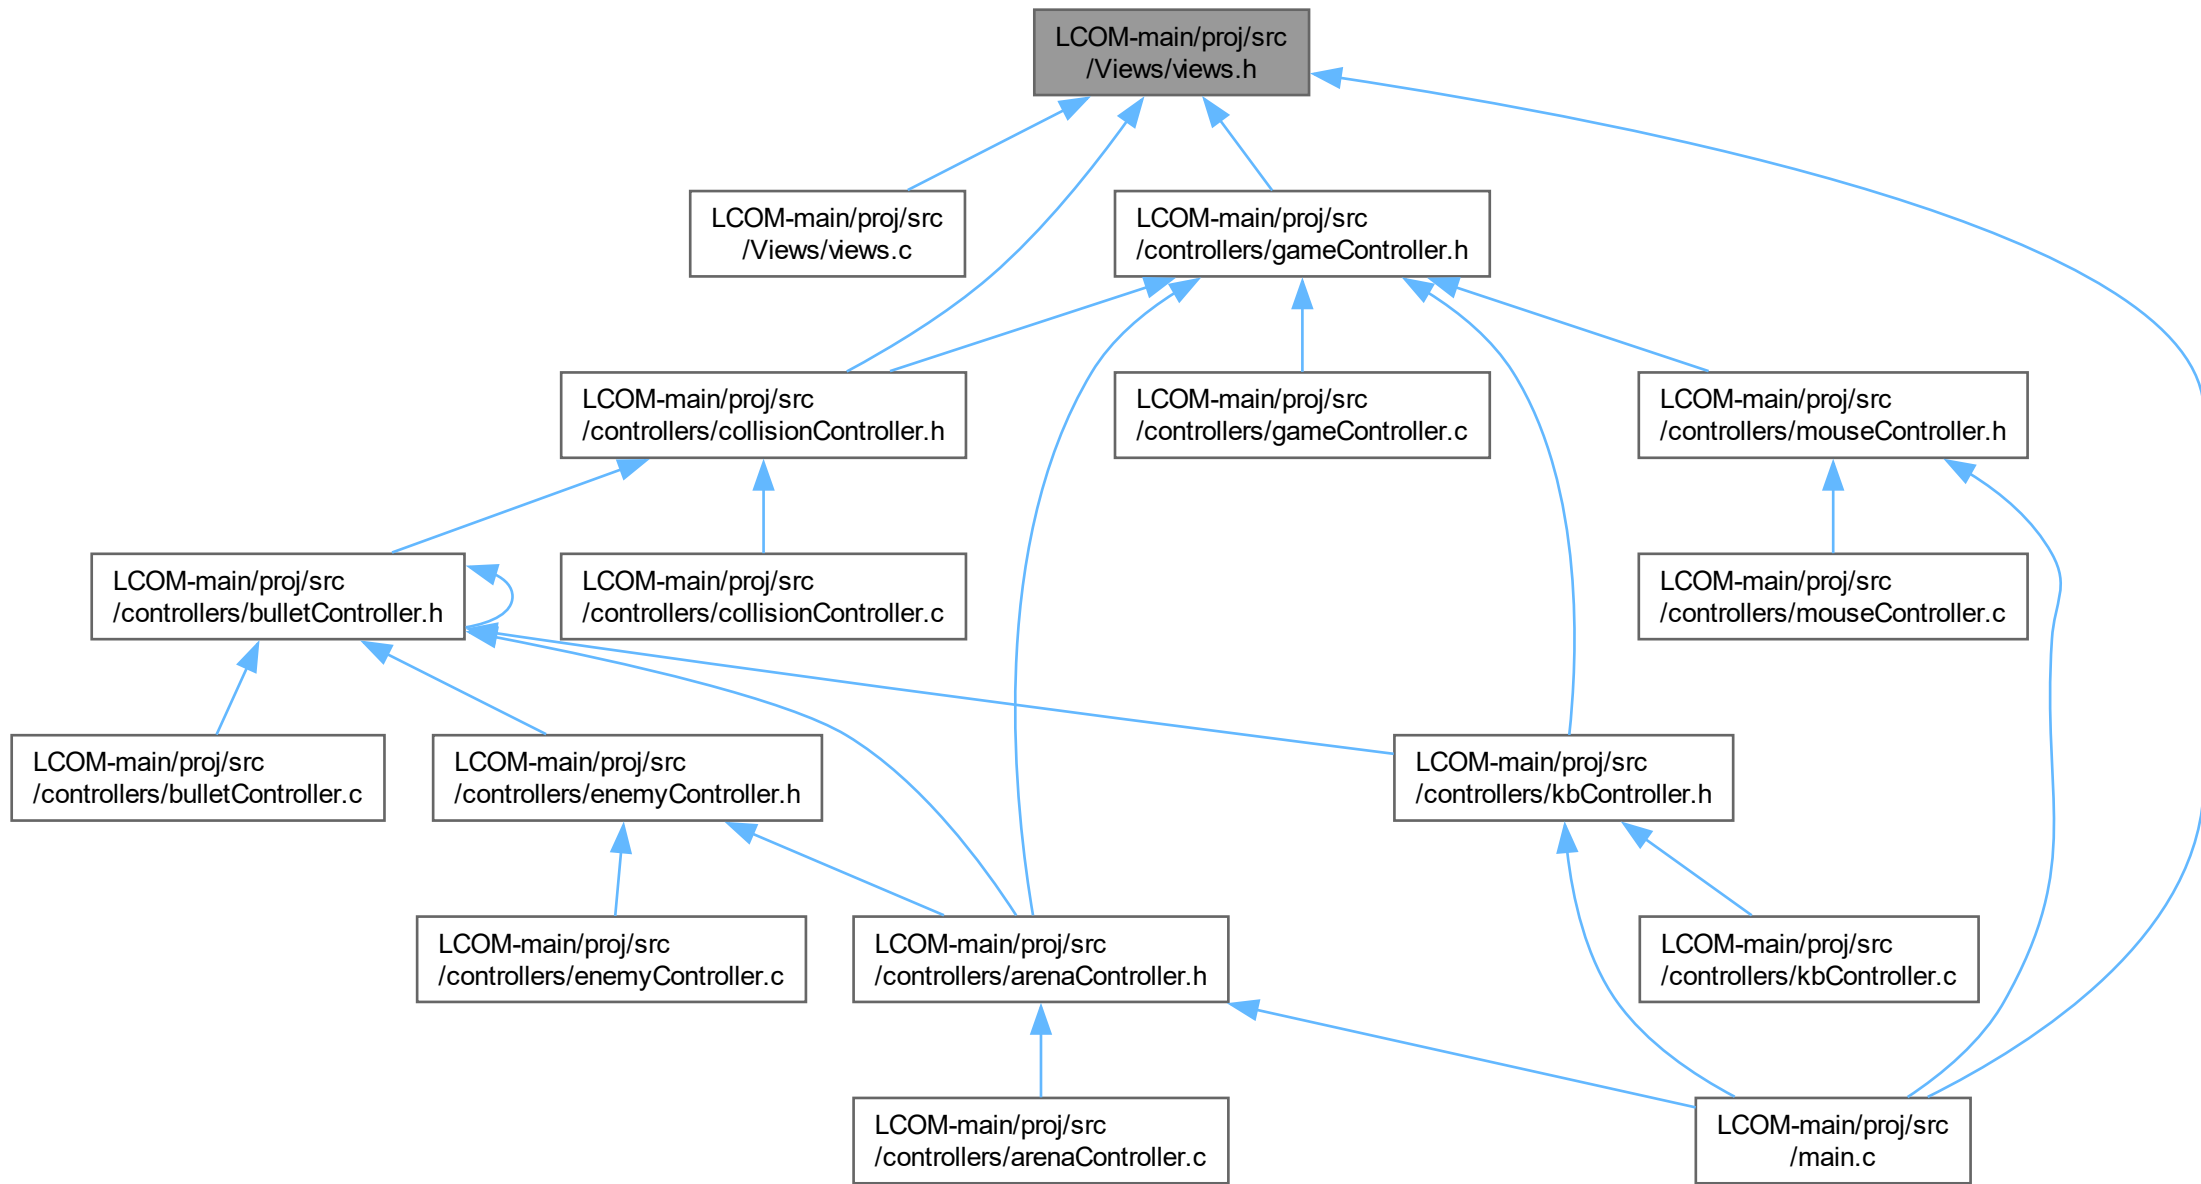 LCOM-main/proj/src
/Views/views.h
LCOM-main/proj/src
/Views/views.c
LCOM-main/proj/src
/controllers/gameController.h
LCOM-main/proj/src
/controllers/collisionController.h
LCOM-main/proj/src
/controllers/gameController.c
LCOM-main/proj/src
/controllers/mouseController.h
LCOM-main/proj/src
/controllers/bulletController.h
LCOM-main/proj/src
/controllers/collisionController.c
LCOM-main/proj/src
/controllers/mouseController.c
LCOM-main/proj/src
/controllers/bulletController.c
LCOM-main/proj/src
/controllers/enemyController.h
LCOM-main/proj/src
/controllers/kbController.h
LCOM-main/proj/src
/controllers/enemyController.c
LCOM-main/proj/src
/controllers/arenaController.h
LCOM-main/proj/src
/controllers/kbController.c
LCOM-main/proj/src
/controllers/arenaController.c
LCOM-main/proj/src
/main.c